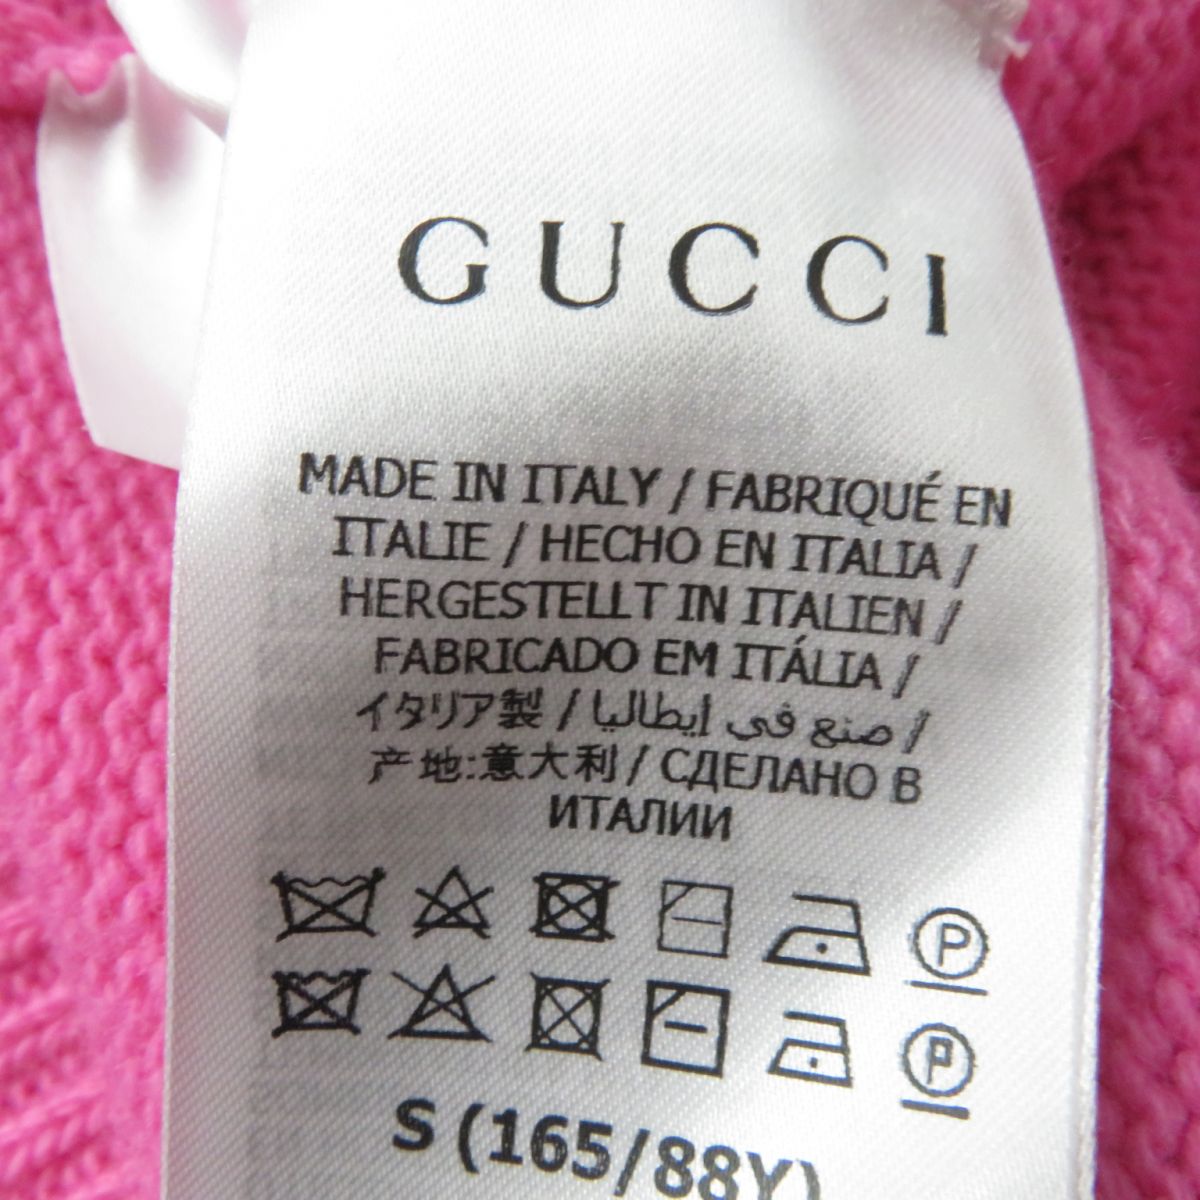 GUCCI
MADE IN ITALY / FABRIQUÉ EN
ITALIE / HECHO EN ITALIA /
HERGESTELLT IN ITALIEN /
FABRICADO EM ITÁLIA /
イタリア製 / صنع في إيطاليا /
产地:意大利 / СДЕЛАНО В
ИТАЛИИ
P
P
S (165/88Y)